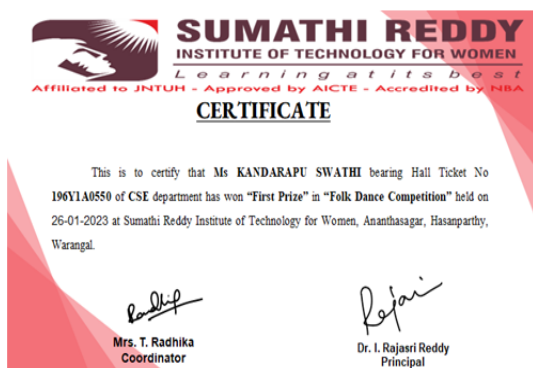 SUMATHI REDDY
INSTITUTE OF TECHNOLOGY FOR WOMEN
Learning at its best
Affiliated to JNTUH - Approved by AICTE - Accredited by NBA
CERTIFICATE
This is to certify that Ms KANDARAPU SWATHI bearing Hall Ticket No
196Y1A0550 of CSE department has won “First Prize” in “Folk Dance Competition” held on
26-01-2023 at Sumathi Reddy Institute of Technology for Women, Ananthasagar, Hasanparthy,
Warangal.
Mrs. T. Radhika
Coordinator
Dr. I. Rajasri Reddy
Principal